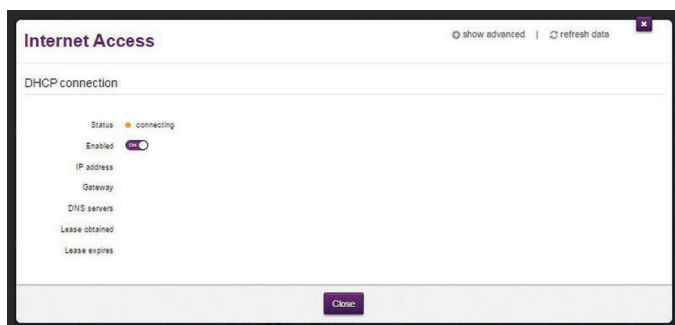 Internet Access
show advanced | refresh data
x
DHCP connection
Status connecting
Enabled ON
IP address
Gateway
DNS servers
Lease obtained
Lease expires
Close